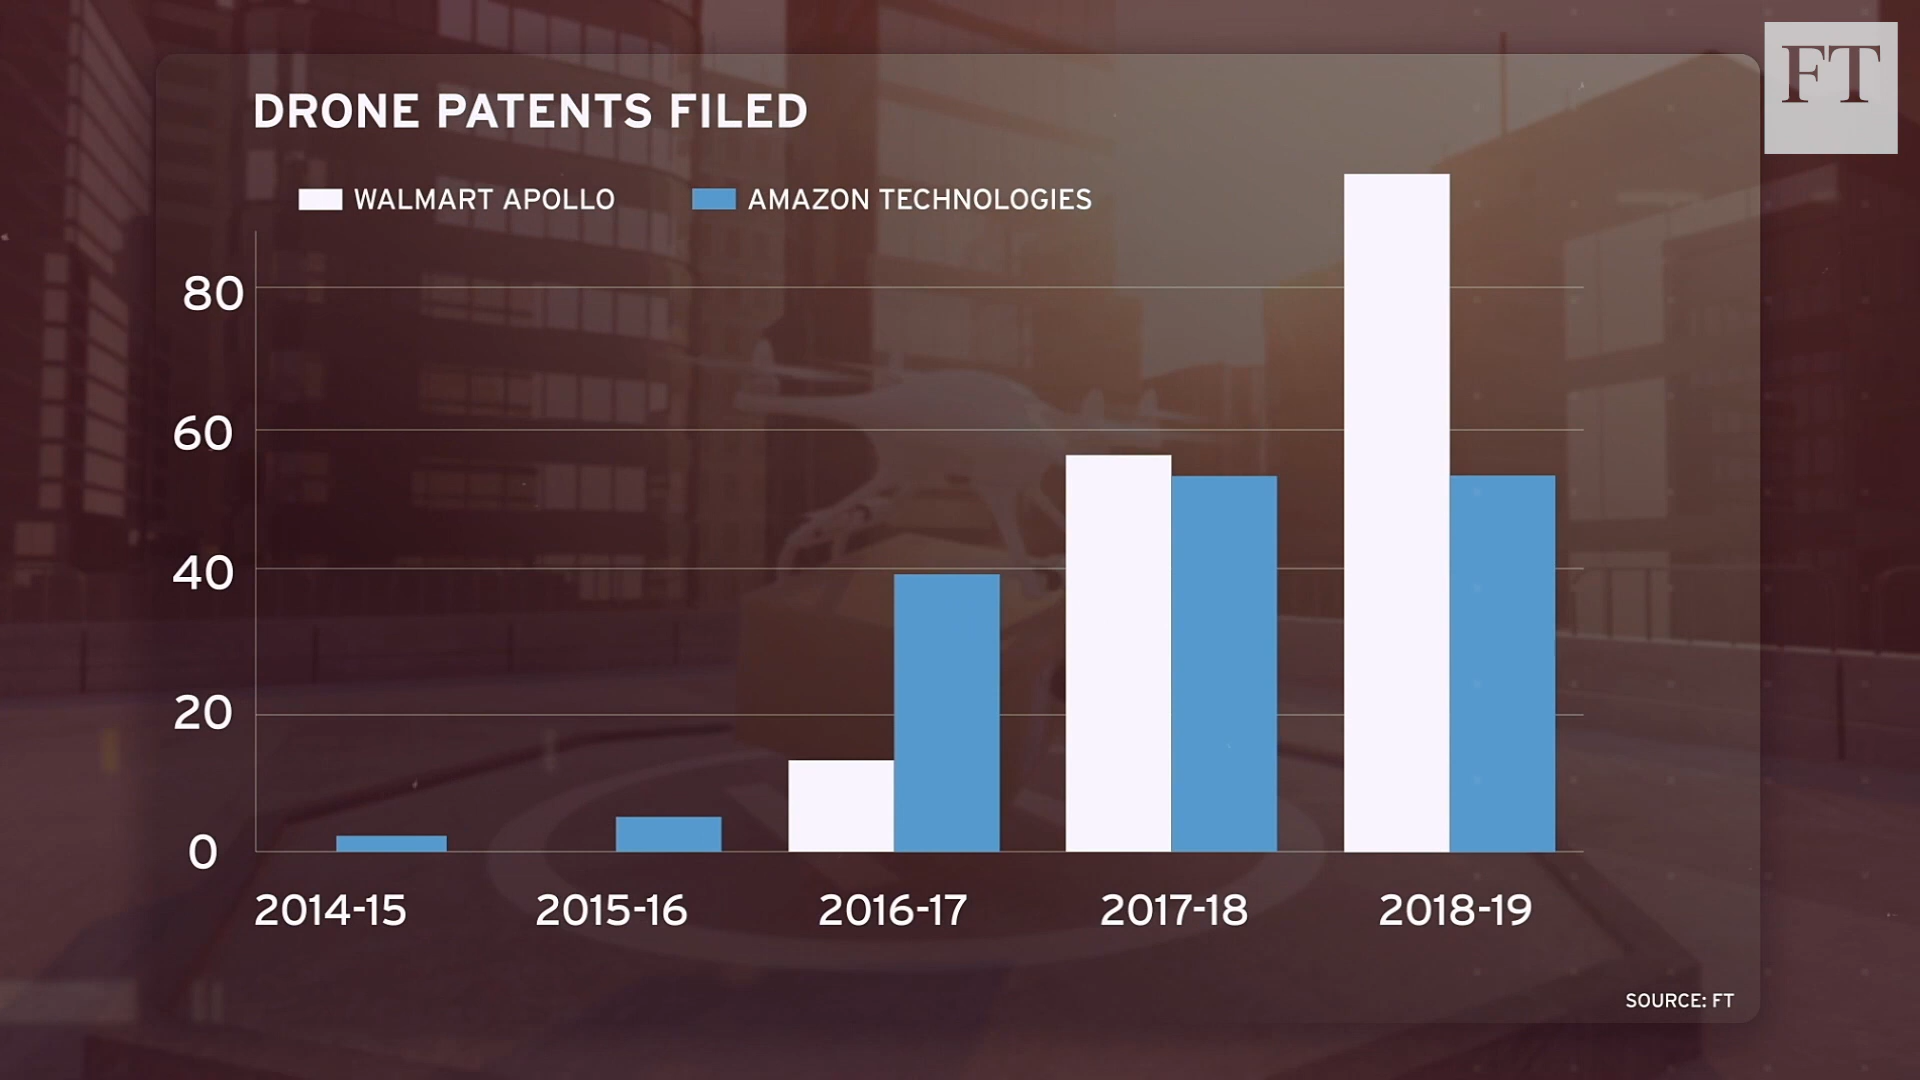 FT
DRONE PATENTS FILED
WALMART APOLLO
AMAZON TECHNOLOGIES
80
60
40
20
0
2014-15
2015-16
2016-17
2017-18
2018-19
SOURCE: FT